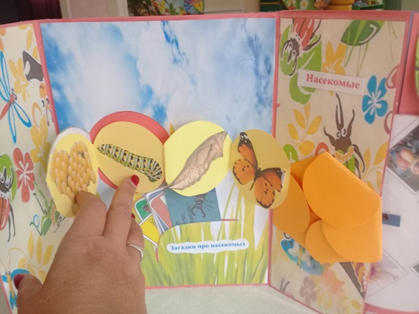 Насекомые
Загадки про насекомых